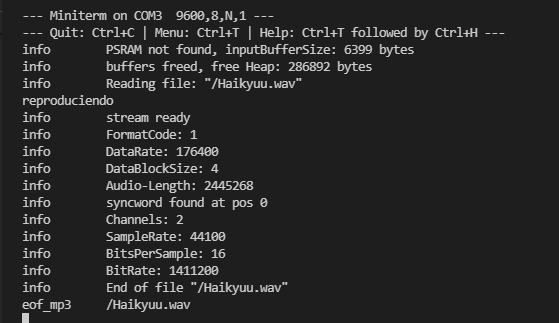 --- Miniterm on COM3  9600,8,N,1 ---
--- Quit: Ctrl+C | Menu: Ctrl+T | Help: Ctrl+T followed by Ctrl+H ---
info       PSRAM not found, inputBufferSize: 6399 bytes
info       buffers freed, free Heap: 286892 bytes
info       Reading file: "/Haikyuu.wav"
reproduciendo
info       stream ready
info       FormatCode: 1
info       DataRate: 176400
info       DataBlockSize: 4
info       Audio-Length: 2445268
info       syncword found at pos 0
info       Channels: 2
info       SampleRate: 44100
info       BitsPerSample: 16
info       BitRate: 1411200
info       End of file "/Haikyuu.wav"
eof_mp3    /Haikyuu.wav